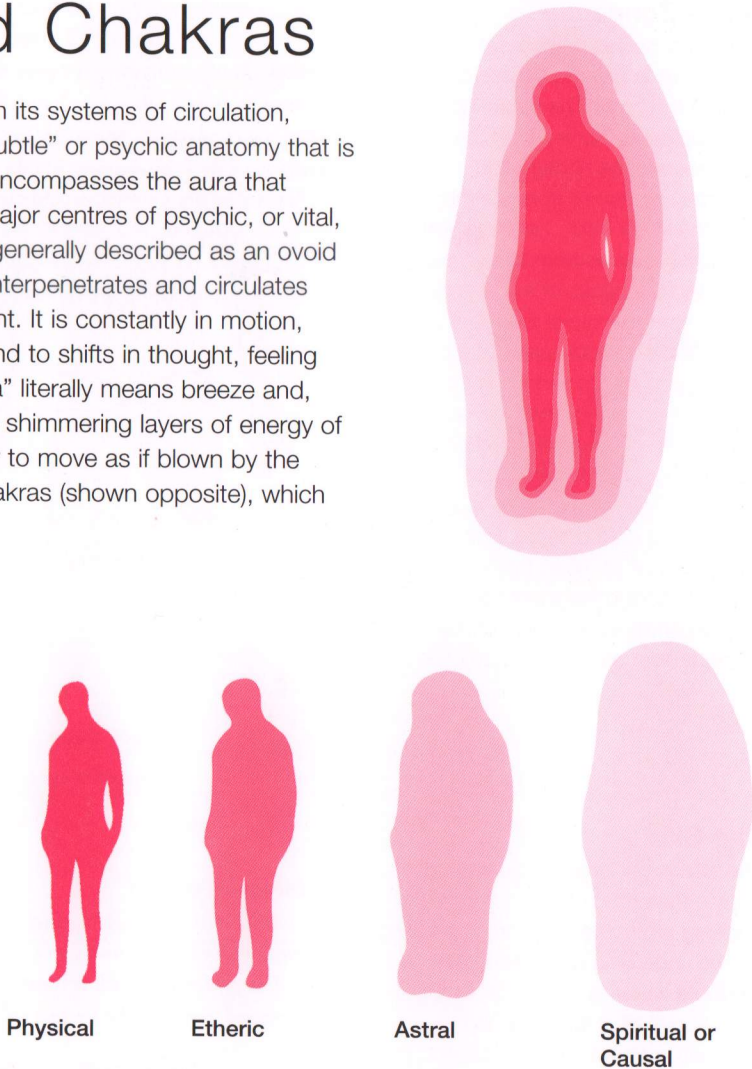 d Chakras
n its systems of circulation,
ubtle” or psychic anatomy that is
ncompasses the aura that
ajor centres of psychic, or vital,
generally described as an ovoid
nterpenetrates and circulates
nt. It is constantly in motion,
nd to shifts in thought, feeling
a” literally means breeze and,
shimmering layers of energy of
to move as if blown by the
akras (shown opposite), which
Physical
Etheric
Astral
Spiritual or
Causal